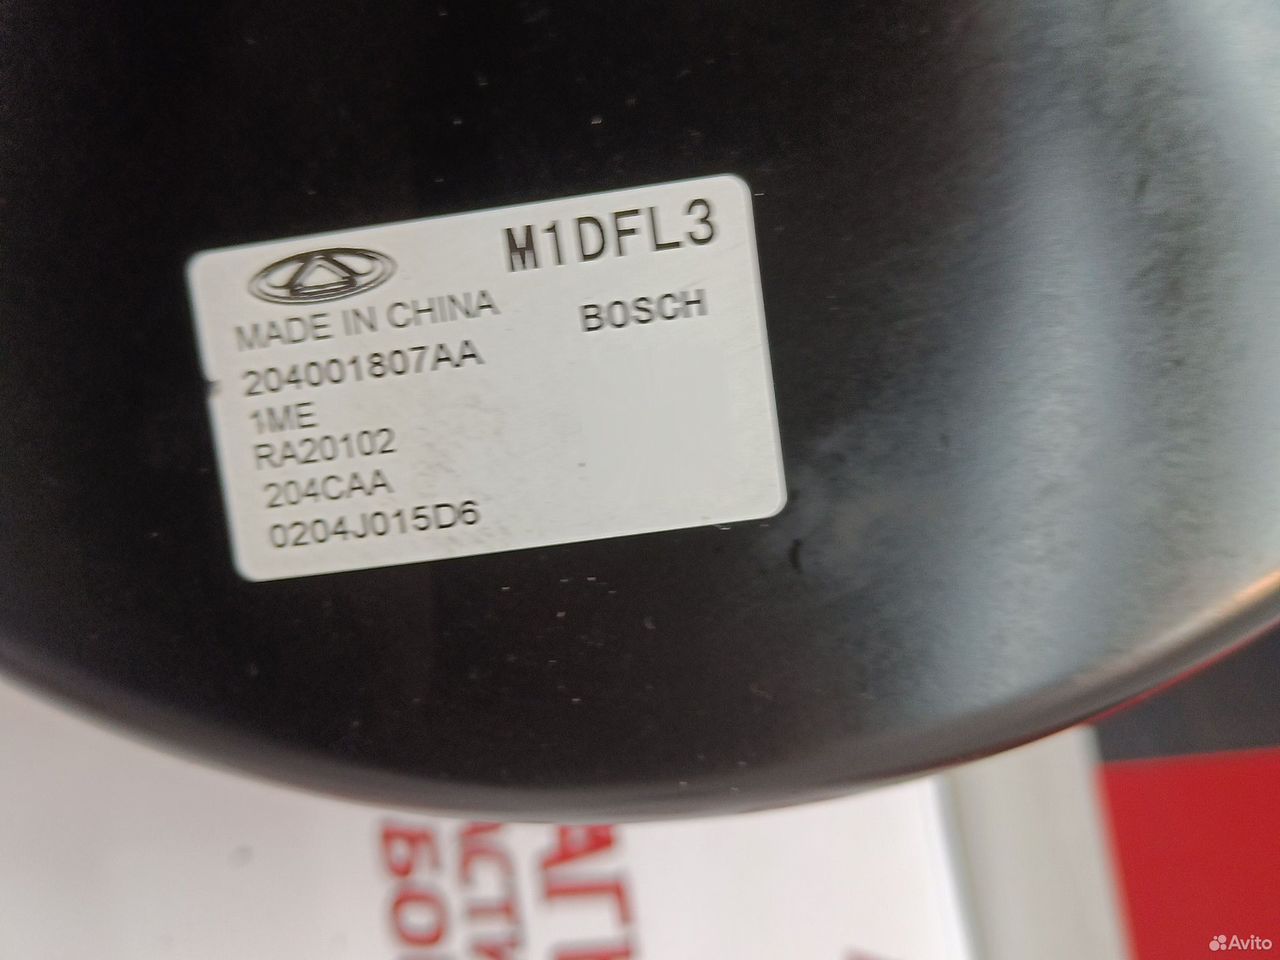 M1DFL3
MADE IN CHINA
BOSCH
204001807AA
1ME
RA20102
204CAA
0204J015D6
Avito